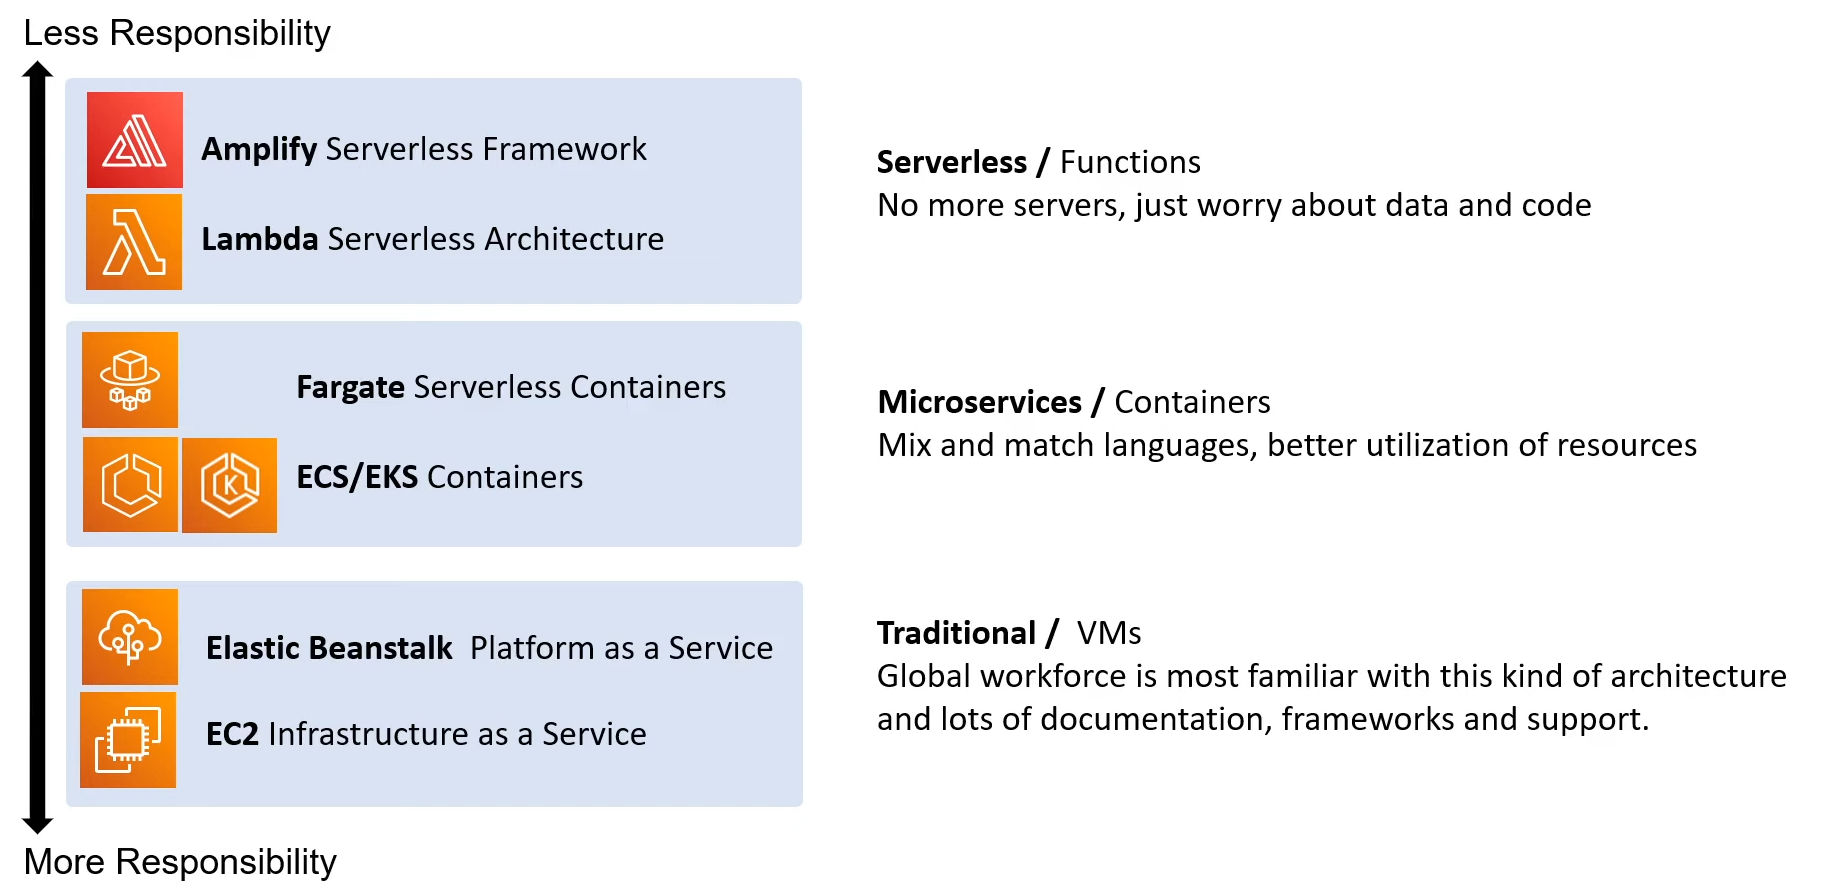 Less Responsibility
Amplify Serverless Framework
Lambda Serverless Architecture
Serverless / Functions
No more servers, just worry about data and code
Fargate Serverless Containers
K
ECS/EKS Containers
Microservices / Containers
Mix and match languages, better utilization of resources
Elastic Beanstalk  Platform as a Service
EC2 Infrastructure as a Service
Traditional /  VMs
Global workforce is most familiar with this kind of architecture
and lots of documentation, frameworks and support.
More Responsibility